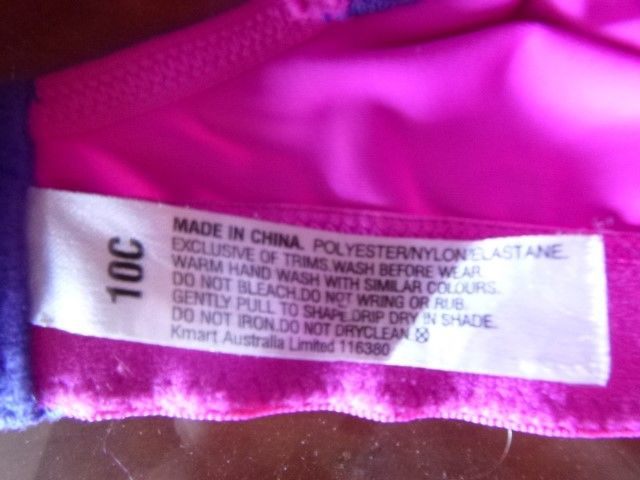 10C
MADE IN CHINA. POLYESTER/NYLON/ELASTANE.
EXCLUSIVE OF TRIMS.WASH BEFORE WEAR
WARM HAND WASH WITH SIMILAR COLOURS.
DO NOT BLEACH.DO NOT WRING OR RUB.
GENTLY PULL TO SHAPE.DRIP DRY IN SHADE.
DO NOT IRON.DO NOT DRYCLEAN
Kmart Australia Limited 116380